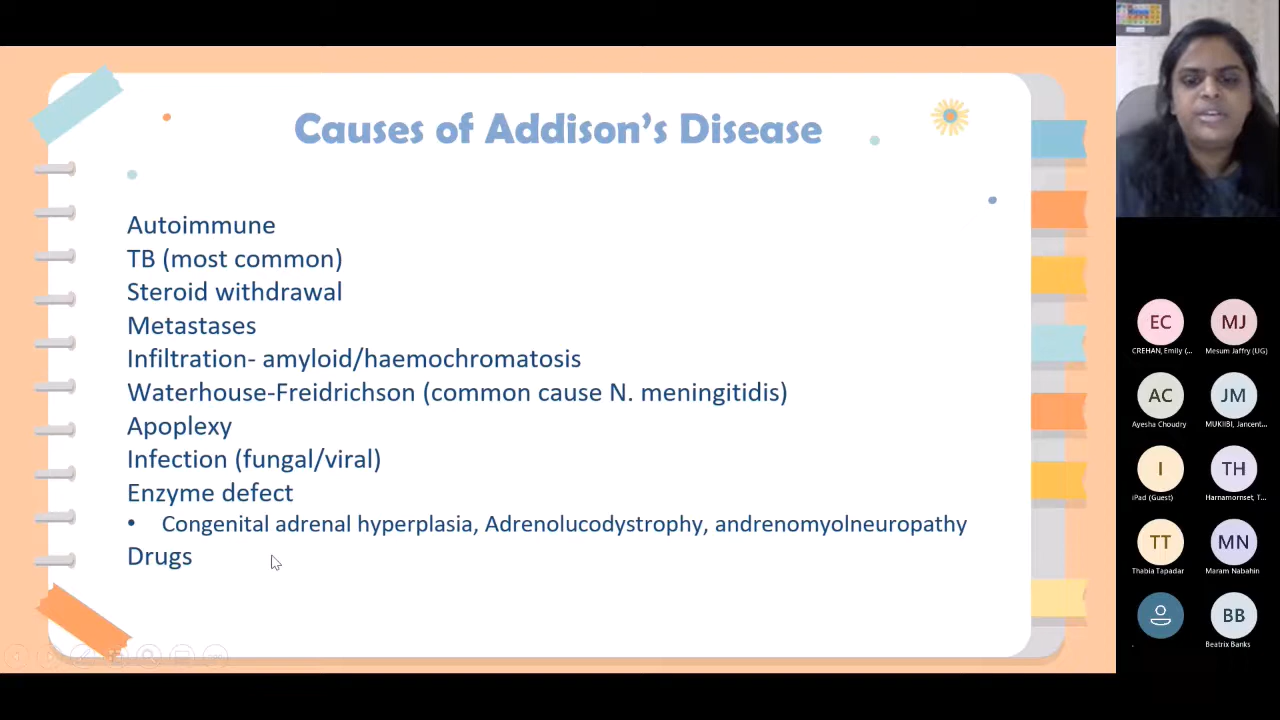 Causes of Addison's Disease
Autoimmune
TB (most common)
Steroid withdrawal
Metastases
Infiltration- amyloid/haemochromatosis
Waterhouse-Freidrichson (common cause N. meningitidis)
Apoplexy
Infection (fungal/viral)
Enzyme defect
• Congenital adrenal hyperplasia, Adrenolucodystrophy, andrenomyolneuropathy
Drugs
EC
MJ
CREHAN, Emily (...
Mesum Jaffry (UG)
AC
JM
Ayesha Choudry
MUKIIBI, Jancent...
I
TH
iPad (Guest)
Harnamornset, T...
TT
MN
Thabia Tapadar
Maram Nabahin
BB
.
Beatrix Banks